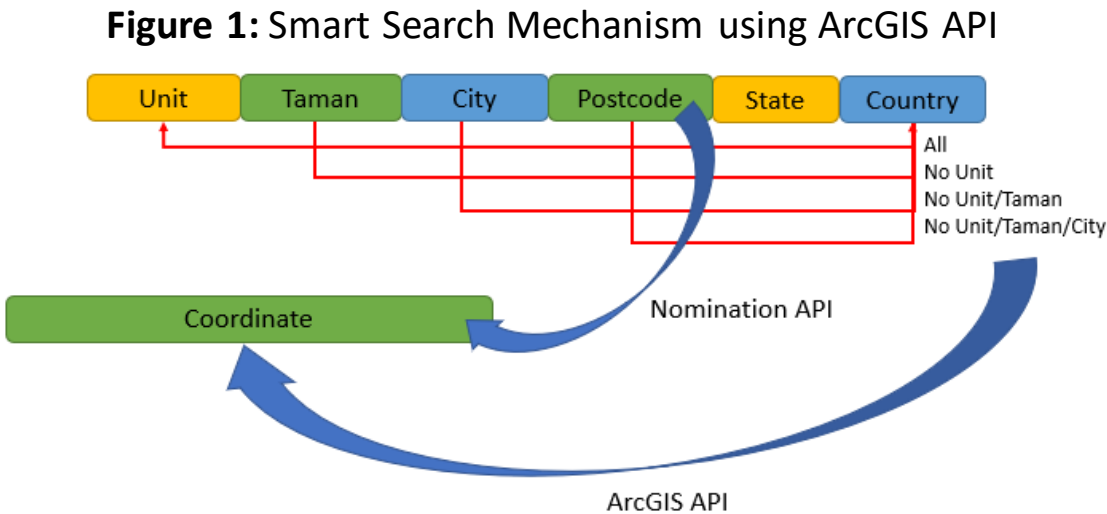 Figure 1: Smart Search Mechanism using ArcGIS API
Unit Taman City Postcode State Country
All
No Unit
No Unit/Taman
No Unit/Taman/City
Nomination API
Coordinate
ArcGIS API